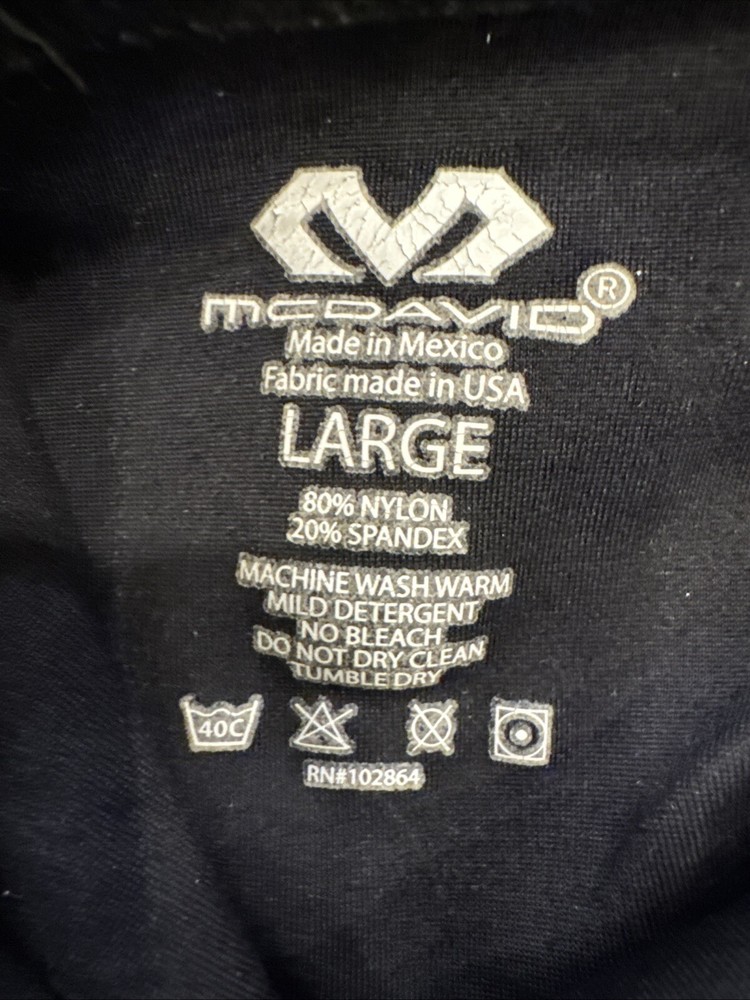 McDAVID®
Made in Mexico
Fabric made in USA
LARGE
80% NYLON
20% SPANDEX
MACHINE WASH WARM
MILD DETERGENT
NO BLEACH
DO NOT DRY CLEAN
TUMBLE DRY
40C
RN#102864